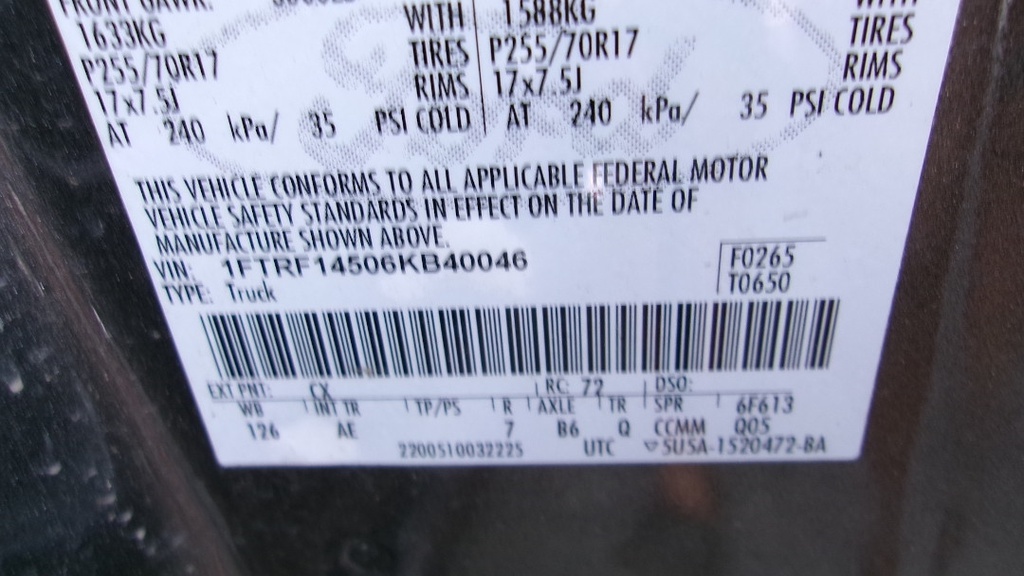 1633KG WITH 1588KG WITH
P255/70R17 TIRES P255/70R17 TIRES
17x7.5J RIMS 17x7.5J RIMS
AT 240 kPa/ 35 PSI COLD AT 240 kPa/ 35 PSI COLD
THIS VEHICLE CONFORMS TO ALL APPLICABLE FEDERAL MOTOR
VEHICLE SAFETY STANDARDS IN EFFECT ON THE DATE OF
MANUFACTURE SHOWN ABOVE.
VIN: 1FTRF14506KB40046 F0265
TYPE: Truck T0650
EXT PNT: CX RC: 72 DSO:
WB INT TR TP/PS R AXLE TR SPR 6F613
126 AE 7 B6 Q CCMM Q05
2200510032225 UTC ▽SUSA-1520472-BA